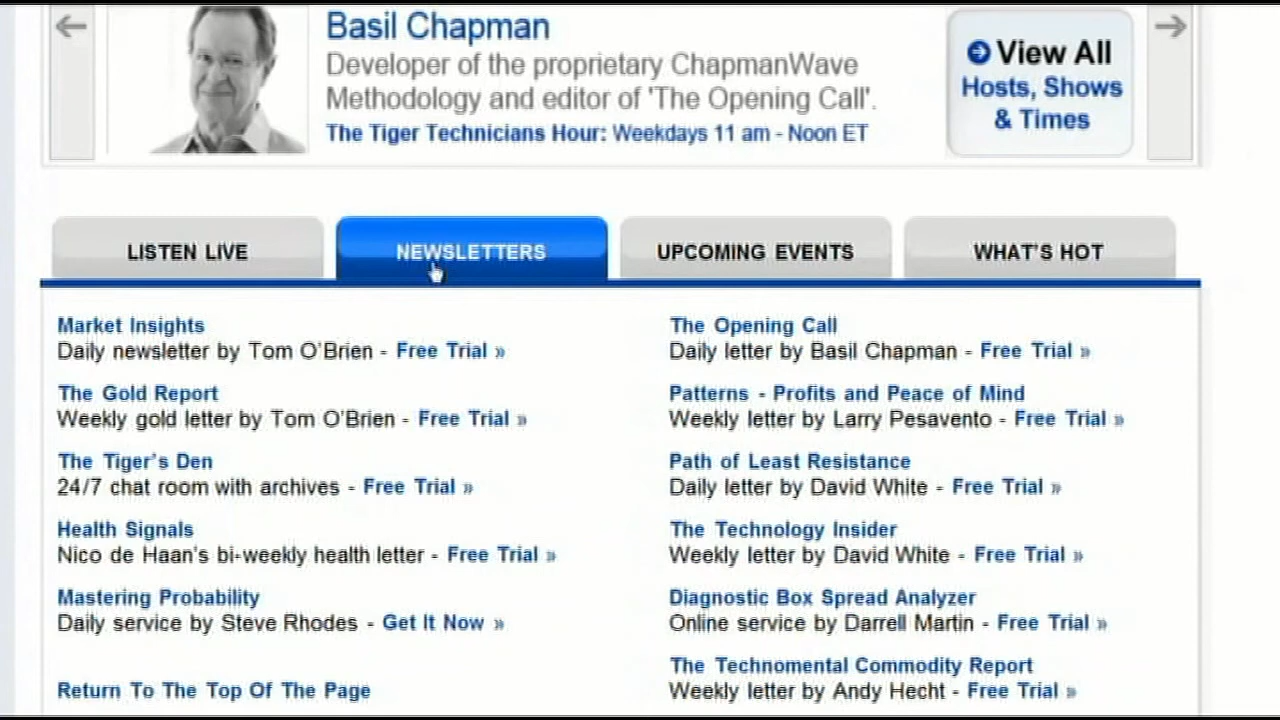 Basil Chapman
Developer of the proprietary ChapmanWave
Methodology and editor of 'The Opening Call'.
The Tiger Technicians Hour: Weekdays 11 am - Noon ET
View All
Hosts, Shows
& Times
LISTEN LIVE
NEWSLETTERS
UPCOMING EVENTS
WHAT'S HOT
Market Insights
Daily newsletter by Tom O'Brien - Free Trial »
The Gold Report
Weekly gold letter by Tom O'Brien - Free Trial »
The Tiger's Den
24/7 chat room with archives - Free Trial »
Health Signals
Nico de Haan's bi-weekly health letter - Free Trial »
Mastering Probability
Daily service by Steve Rhodes - Get It Now »
Return To The Top Of The Page
The Opening Call
Daily letter by Basil Chapman - Free Trial »
Patterns - Profits and Peace of Mind
Weekly letter by Larry Pesavento - Free Trial »
Path of Least Resistance
Daily letter by David White - Free Trial »
The Technology Insider
Weekly letter by David White - Free Trial »
Diagnostic Box Spread Analyzer
Online service by Darrell Martin - Free Trial »
The Technomental Commodity Report
Weekly letter by Andy Hecht - Free Trial »